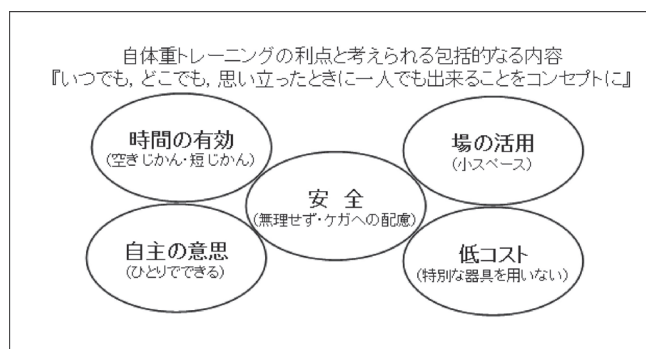 自体重トレーニングの利点と考えられる包括的なる内容
『いつでも, どこでも, 思い立ったときに一人でも出来ることをコンセプトに』
時間の有効
(空きじかん・短じかん)
場の活用
(小スペース)
安 全
(無理せず・ケガへの配慮)
自主の意思
(ひとりでできる)
低コスト
(特別な器具を用いない)